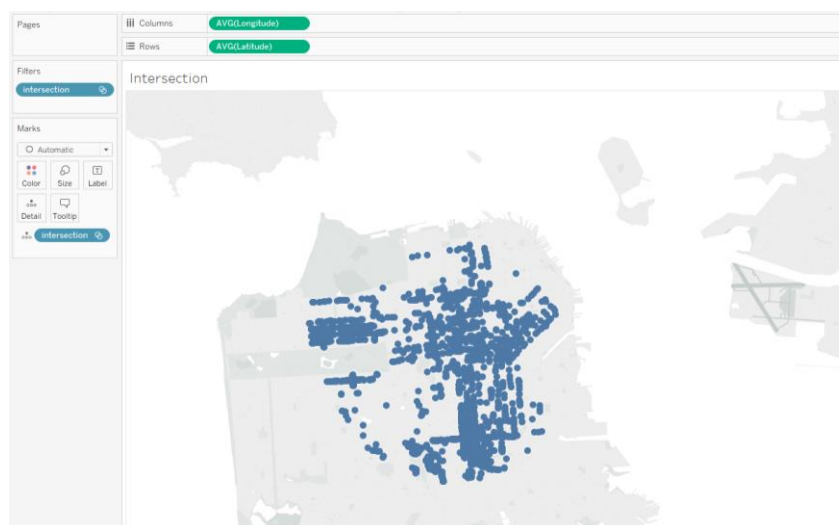 Pages
Columns
AVG(Longitude)
Rows
AVG(Latitude)
Filters
intersection
Intersection
Marks
Automatic
Color
Size
Label
Detail
Tooltip
intersection